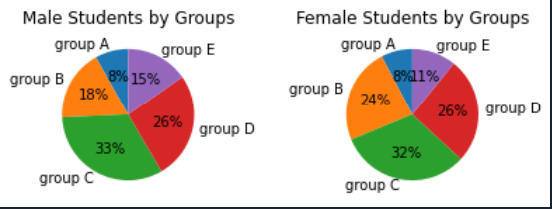 Male Students by Groups
group A
group B
group C
group D
group E
8%
18%
33%
26%
15%
Female Students by Groups
group A
group B
group C
group D
group E
8%
24%
32%
26%
11%